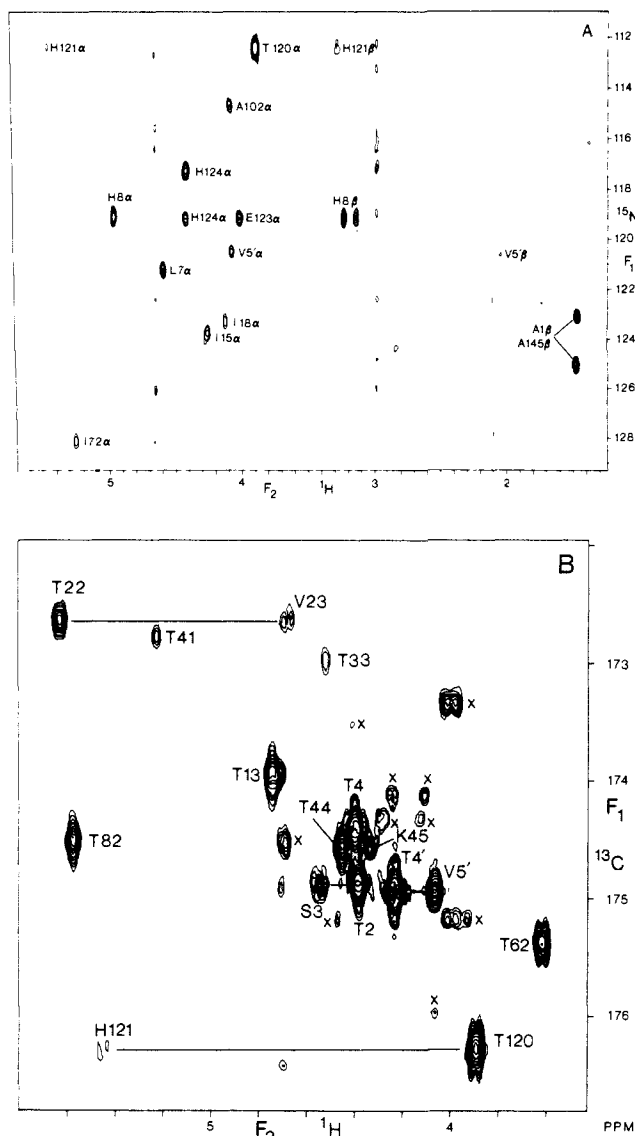 A
112
H121α T120α H121β
114
A102α
116
H124α
118
H8α H8β
H124α E123α
¹⁵N
120
V5'α V5'β
F₁
L7α
122
I18α
I15α
A1β
A145β
124
126
I72α
128
5 4 3 2
F₂ ¹H
B
T22
V23
T41
T33
173
x
T13
x x
174
T4
F₁
T44
x x
T82
x K45
¹³C
T4'
V5'
175
S3
x T2
x
T62
x
176
H121
T120
5 4
F₂ ¹H
PPM